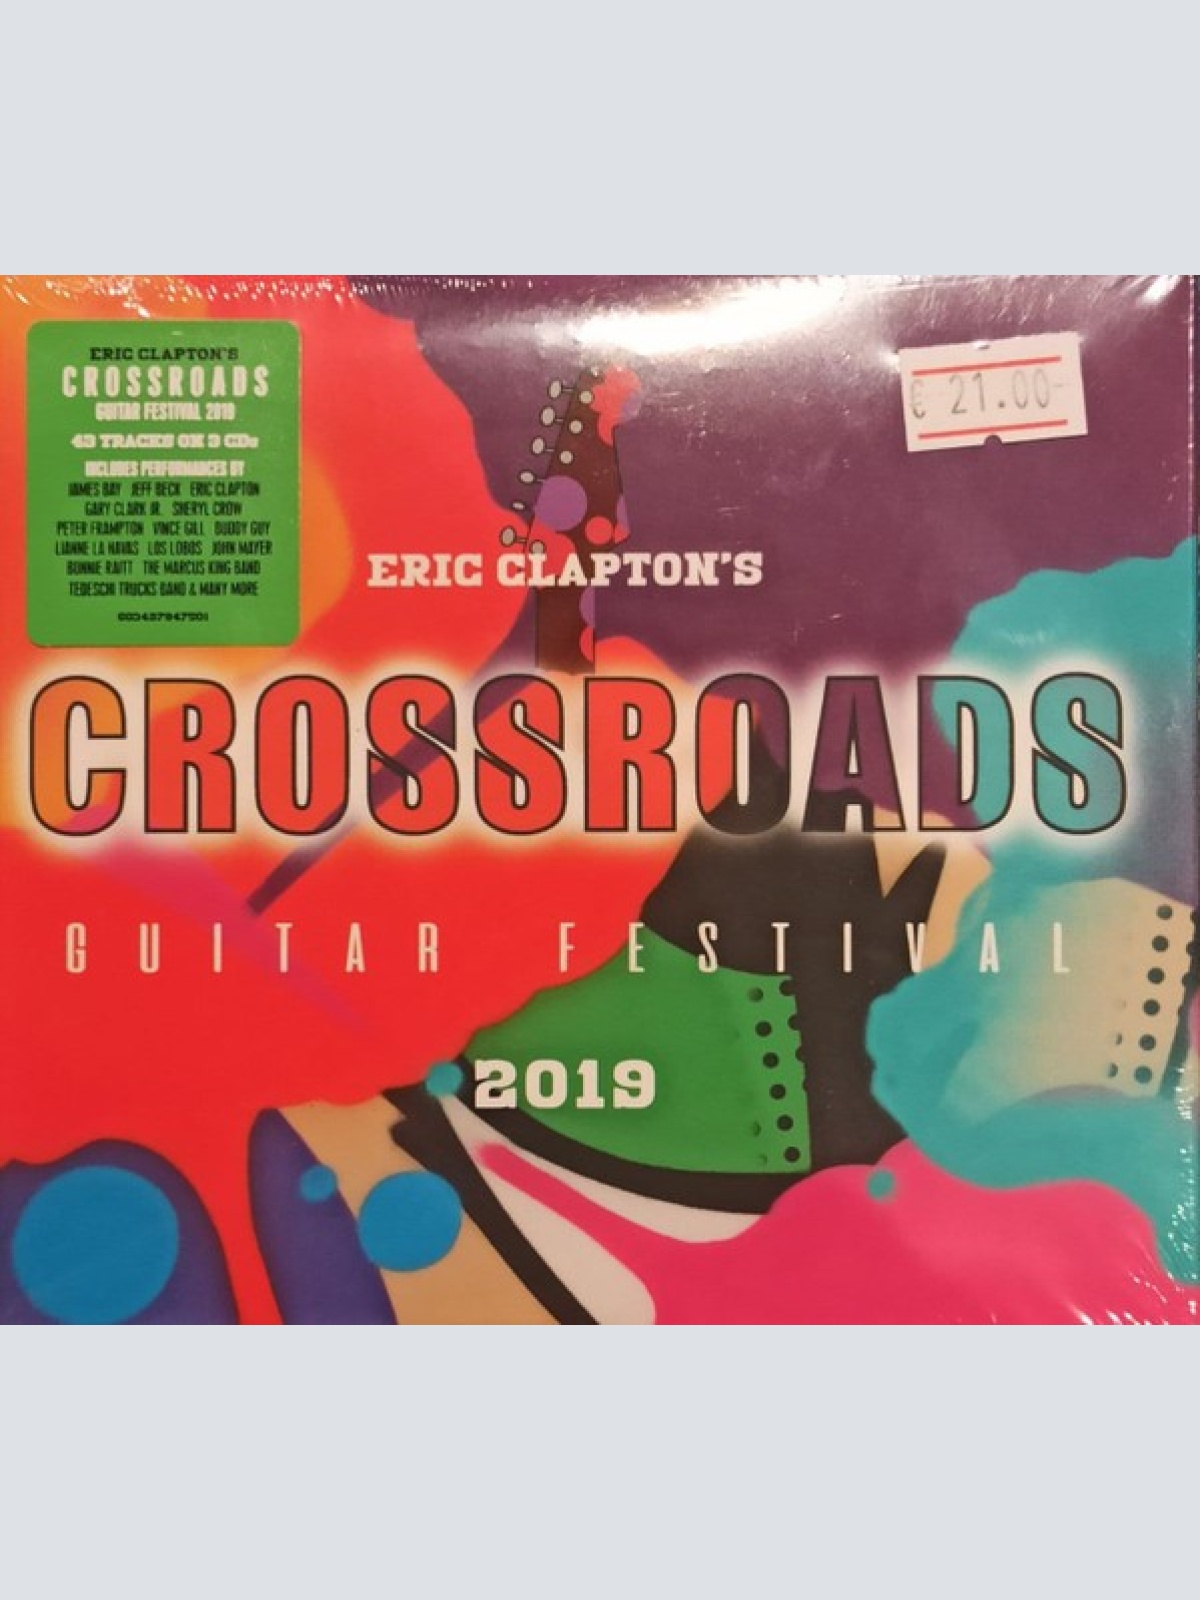 ERIC CLAPTON'S
CROSSROADS
GUITAR FESTIVAL 2019
43 TRACKS ON 3 CDs
INCLUDES PERFORMANCES BY
JAMES BAY JEFF BECK ERIC CLAPTON
GARY CLARK JR. SHERYL CROW
PETER FRAMPTON VINCE GILL BUDDY GUY
LIANNE LA HAVAS LOS LOBOS JOHN MAYER
BONNIE RAITT THE MARCUS KING BAND
TEDESCHI TRUCKS BAND & MANY MORE
€ 21.00
ERIC CLAPTON'S
CROSSROADS
GUITAR FESTIVAL
2019